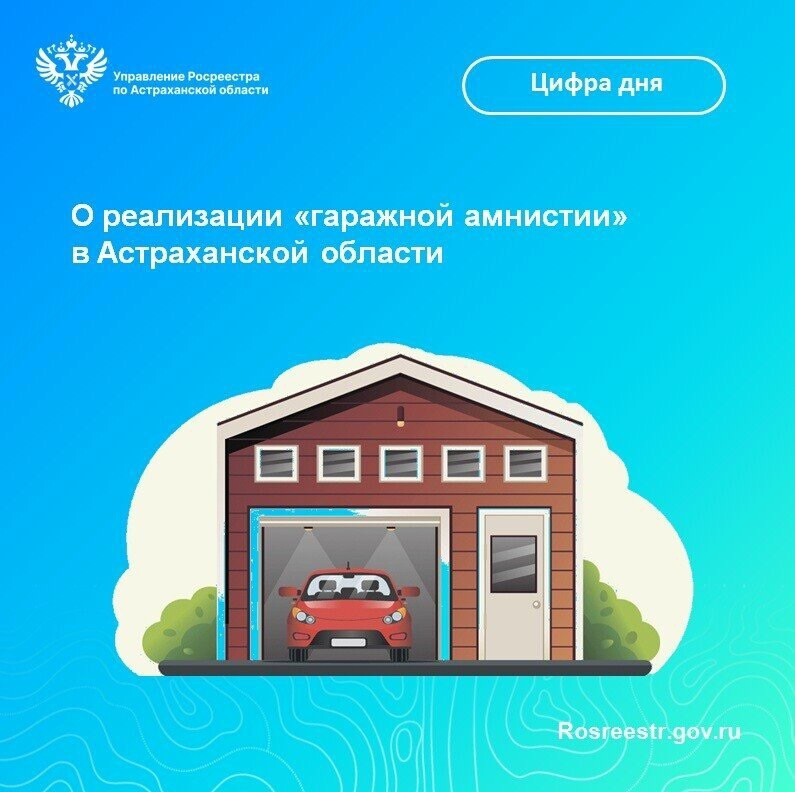 Управление Росреестра
по Астраханской области
Цифра дня
О реализации «гаражной амнистии»
в Астраханской области
Rosreestr.gov.ru